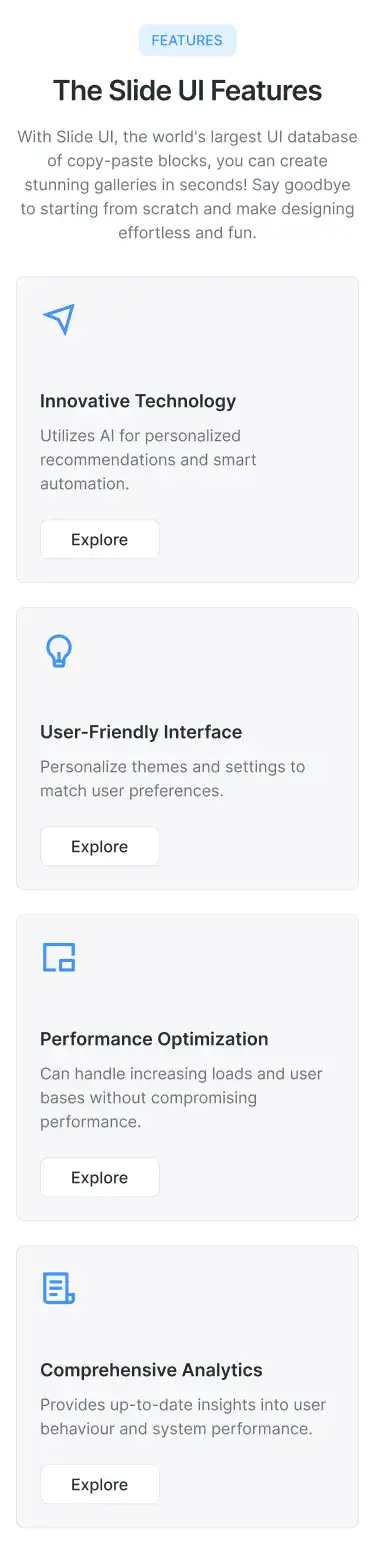 FEATURES
The Slide UI Features
With Slide UI, the world's largest UI database
of copy-paste blocks, you can create
stunning galleries in seconds! Say goodbye
to starting from scratch and make designing
effortless and fun.
Innovative Technology
Utilizes AI for personalized
recommendations and smart
automation.
Explore
User-Friendly Interface
Personalize themes and settings to
match user preferences.
Explore
Performance Optimization
Can handle increasing loads and user
bases without compromising
performance.
Explore
Comprehensive Analytics
Provides up-to-date insights into user
behaviour and system performance.
Explore